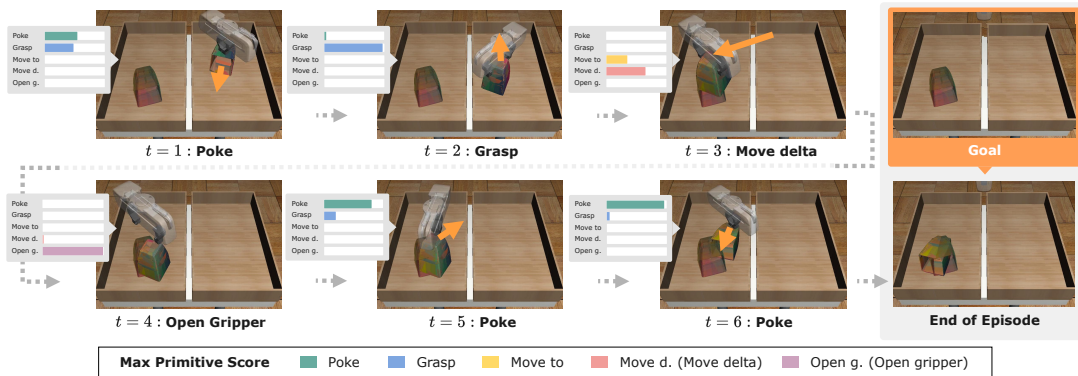 Poke
Grasp
Move to
Move d.
Open g.
t = 1 : Poke
Poke
Grasp
Move to
Move d.
Open g.
t = 2 : Grasp
Poke
Grasp
Move to
Move d.
Open g.
t = 3 : Move delta
Goal
Poke
Grasp
Move to
Move d.
Open g.
t = 4 : Open Gripper
Poke
Grasp
Move to
Move d.
Open g.
t = 5 : Poke
Poke
Grasp
Move to
Move d.
Open g.
t = 6 : Poke
End of Episode
Max Primitive Score Poke Grasp Move to Move d. (Move delta) Open g. (Open gripper)